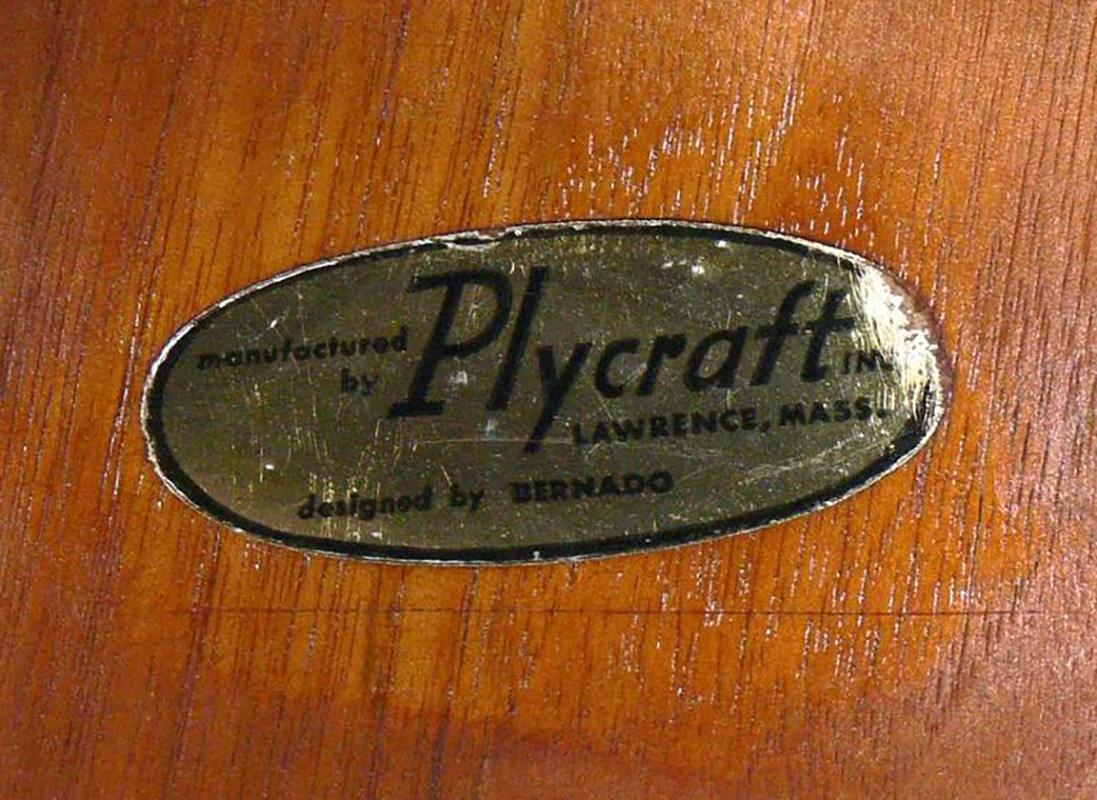 manufactured
by Plycraft
LAWRENCE, MASS.
designed by BERNADO